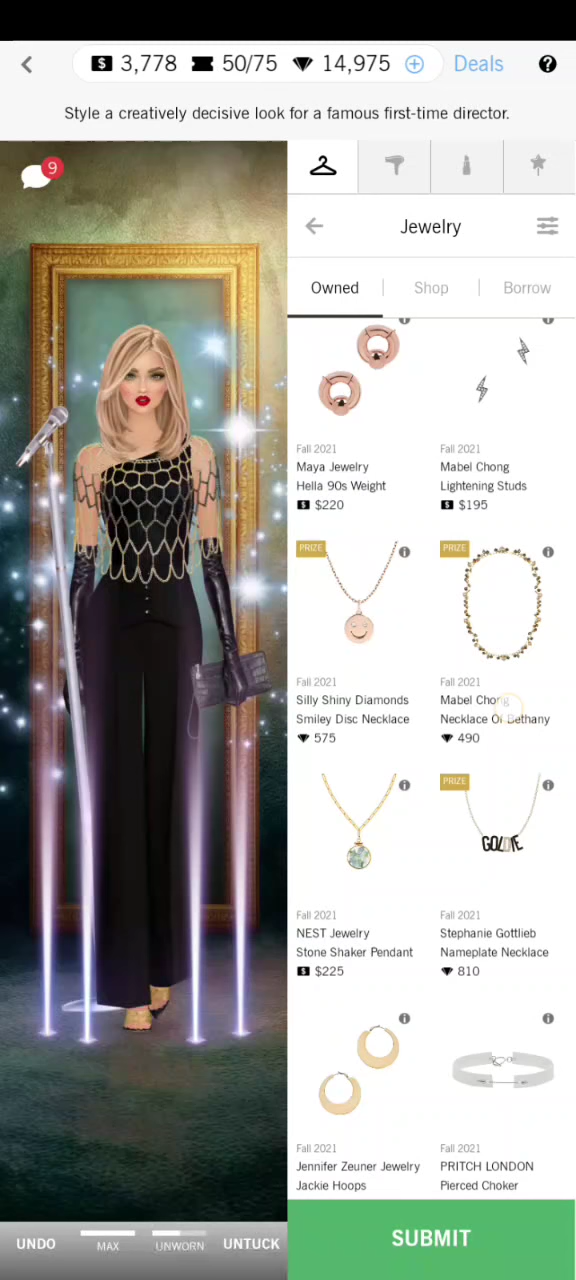 $ 3,778 50/75 14,975 + Deals ?
Style a creatively decisive look for a famous first-time director.
9
Jewelry
Owned Shop Borrow
Fall 2021
Maya Jewelry
Hella 90s Weight
$ $220
Fall 2021
Mabel Chong
Lightening Studs
$ $195
PRIZE
Fall 2021
Silly Shiny Diamonds
Smiley Disc Necklace
575
PRIZE
Fall 2021
Mabel Chong
Necklace Of Bethany
490
Fall 2021
NEST Jewelry
Stone Shaker Pendant
$ $225
PRIZE
GOLDIE
Fall 2021
Stephanie Gottlieb
Nameplate Necklace
810
Fall 2021
Jennifer Zeuner Jewelry
Jackie Hoops
Fall 2021
PRITCH LONDON
Pierced Choker
UNDO MAX UNWORN UNTUCK
SUBMIT